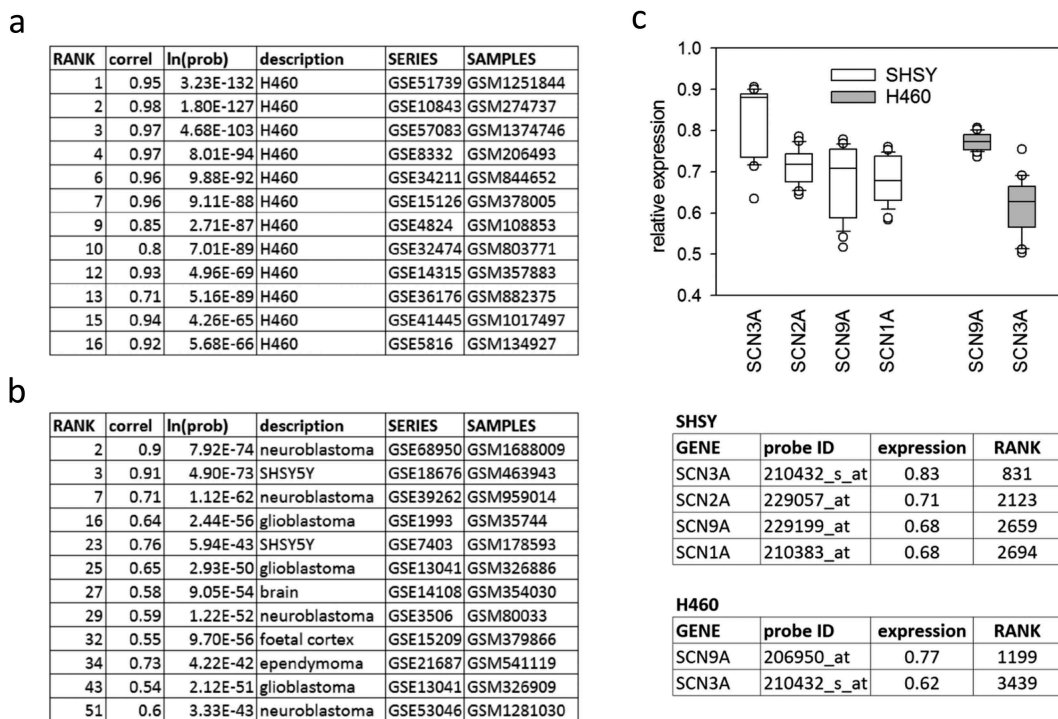 a
RANK correl ln(prob) description SERIES SAMPLES
1 0.95 3.23E-132 H460 GSE51739 GSM1251844
2 0.98 1.80E-127 H460 GSE10843 GSM274737
3 0.97 4.68E-103 H460 GSE57083 GSM1374746
4 0.97 8.01E-94 H460 GSE8332 GSM206493
6 0.96 9.88E-92 H460 GSE34211 GSM844652
7 0.96 9.11E-88 H460 GSE15126 GSM378005
9 0.85 2.71E-87 H460 GSE4824 GSM108853
10 0.8 7.01E-89 H460 GSE32474 GSM803771
12 0.93 4.96E-69 H460 GSE14315 GSM357883
13 0.71 5.16E-89 H460 GSE36176 GSM882375
15 0.94 4.26E-65 H460 GSE41445 GSM1017497
16 0.92 5.68E-66 H460 GSE5816 GSM134927
b
RANK correl ln(prob) description SERIES SAMPLES
2 0.9 7.92E-74 neuroblastoma GSE68950 GSM1688009
3 0.91 4.90E-73 SHSY5Y GSE18676 GSM463943
7 0.71 1.12E-62 neuroblastoma GSE39262 GSM959014
16 0.64 2.44E-56 glioblastoma GSE1993 GSM35744
23 0.76 5.94E-43 SHSY5Y GSE7403 GSM178593
25 0.65 2.93E-50 glioblastoma GSE13041 GSM326886
27 0.58 9.05E-54 brain GSE14108 GSM354030
29 0.59 1.22E-52 neuroblastoma GSE3506 GSM80033
32 0.55 9.70E-56 foetal cortex GSE15209 GSM379866
34 0.73 4.22E-42 ependymoma GSE21687 GSM541119
43 0.54 2.12E-51 glioblastoma GSE13041 GSM326909
51 0.6 3.33E-43 neuroblastoma GSE53046 GSM1281030
c
relative expression
1.0
0.9
0.8
0.7
0.6
0.5
0.4
SHSY
H460
SCN3A
SCN2A
SCN9A
SCN1A
SCN9A
SCN3A
SHSY
GENE probe ID expression RANK
SCN3A 210432_s_at 0.83 831
SCN2A 229057_at 0.71 2123
SCN9A 229199_at 0.68 2659
SCN1A 210383_at 0.68 2694
H460
GENE probe ID expression RANK
SCN9A 206950_at 0.77 1199
SCN3A 210432_s_at 0.62 3439